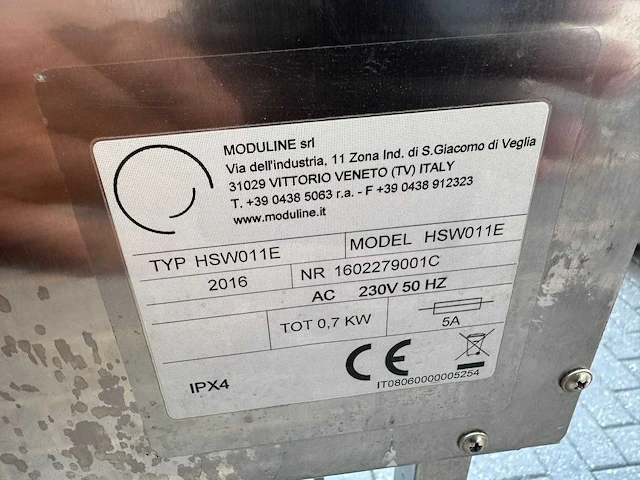 MODULINE srl
Via dell'industria, 11 Zona Ind. di S.Giacomo di Veglia
31029 VITTORIO VENETO (TV) ITALY
T. +39 0438 5063 r.a. - F +39 0438 912323
www.moduline.it
TYP HSW011E MODEL HSW011E
2016 NR 1602279001C
AC 230V 50 HZ
TOT 0,7 KW 5A
IPX4 CE IT08060000005254